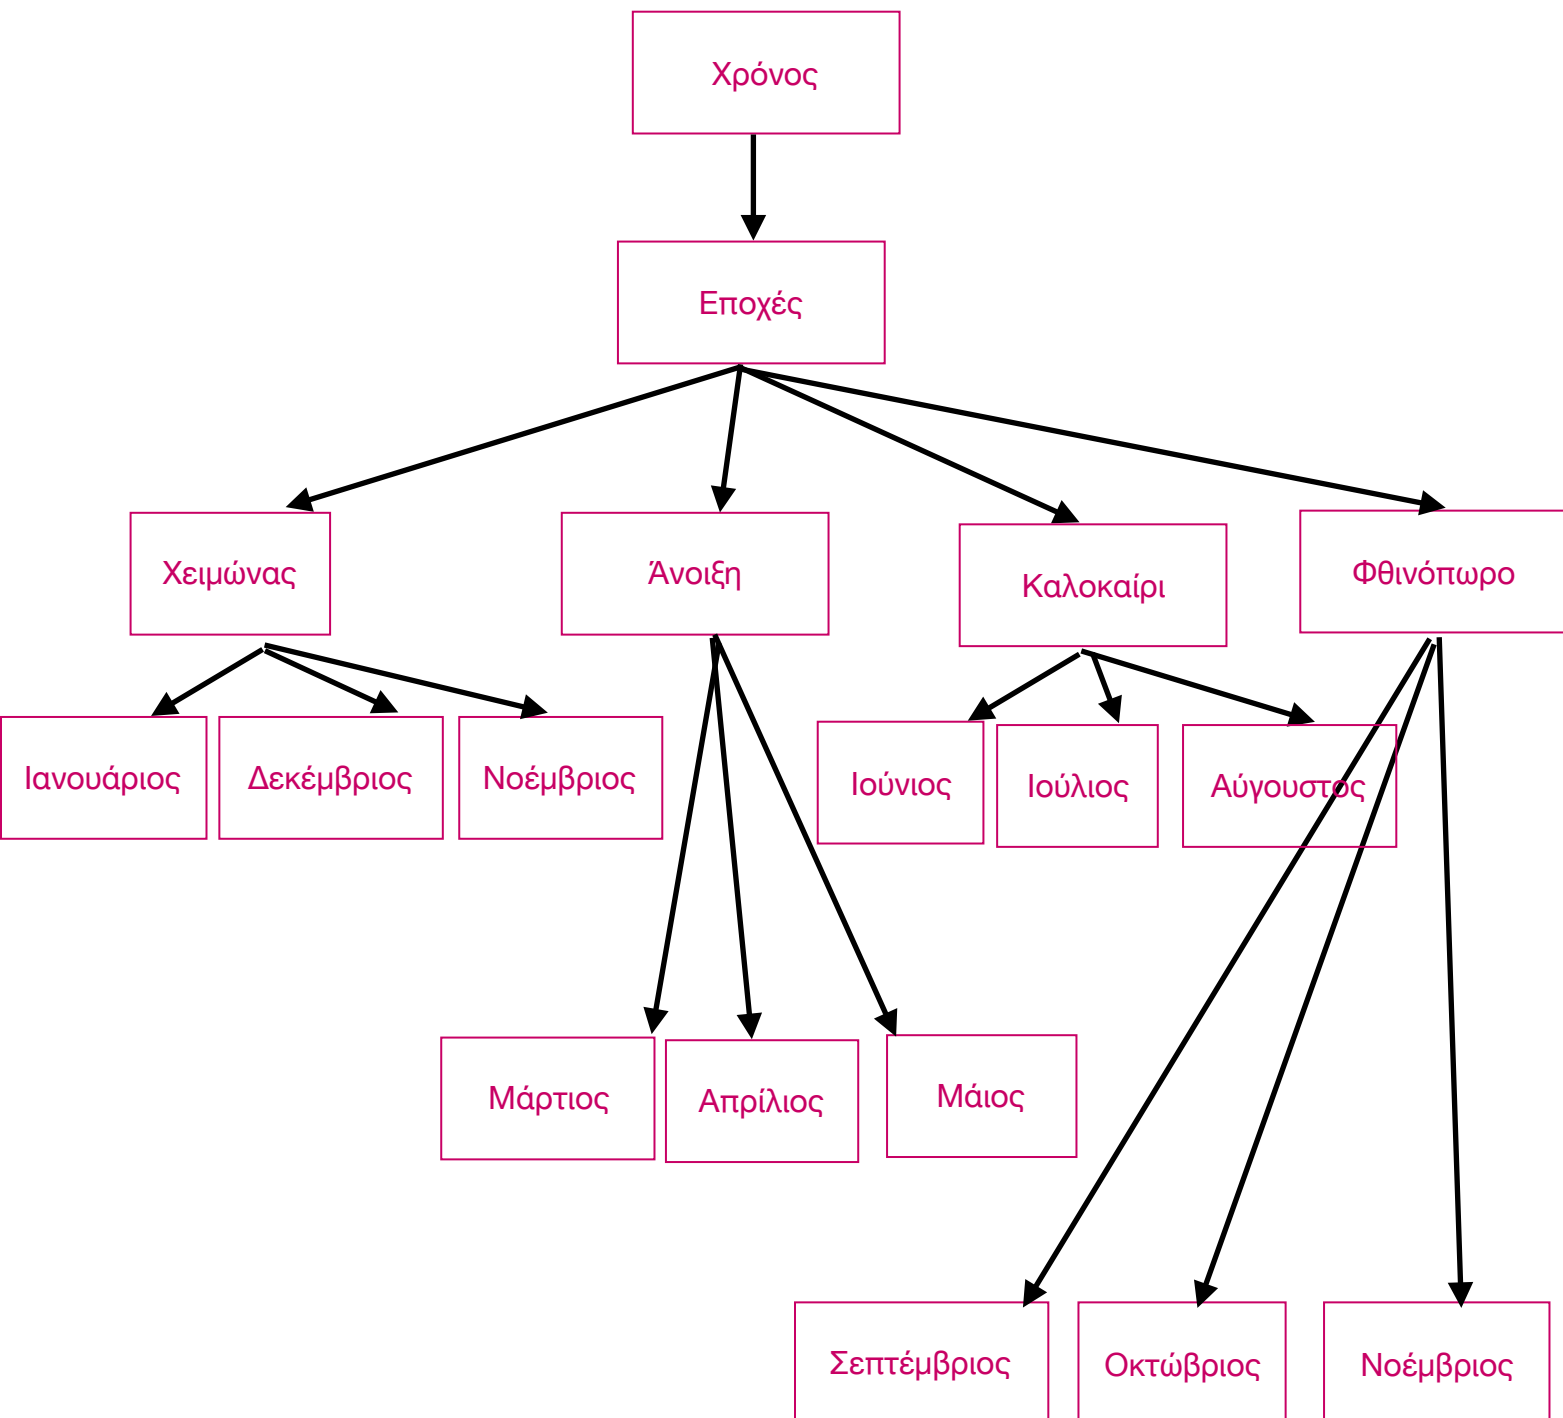 Χρόνος
Εποχές
Χειμώνας
Άνοιξη
Καλοκαίρι
Φθινόπωρο
Ιανουάριος
Δεκέμβριος
Νοέμβριος
Ιούνιος
Ιούλιος
Αύγουστος
Μάρτιος
Απρίλιος
Μάιος
Σεπτέμβριος
Οκτώβριος
Νοέμβριος